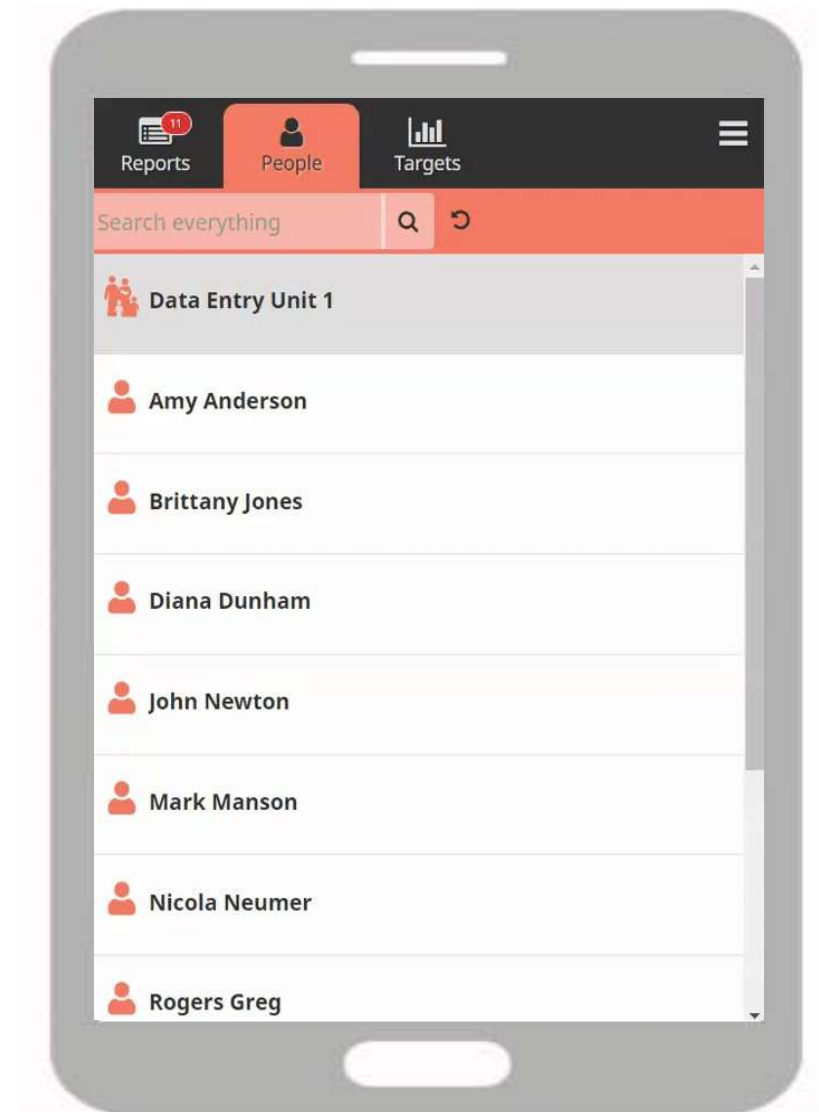 11
Reports People Targets
Search everything
Data Entry Unit 1
Amy Anderson
Brittany Jones
Diana Dunham
John Newton
Mark Manson
Nicola Neumer
Rogers Greg